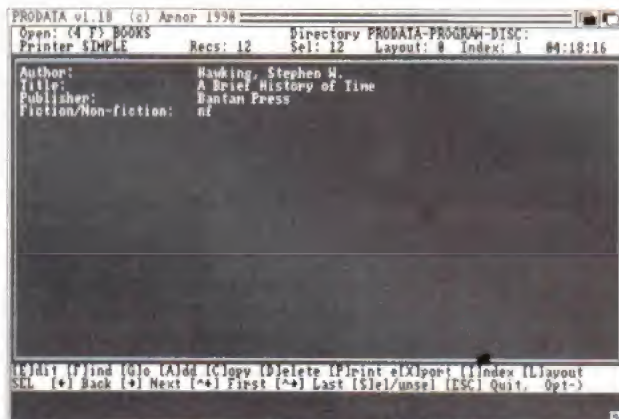 PRODATA v1.10 (c) Arnor 1990
Open: (4 F) BOOKS Directory PRODATA-PROGRAM-DISC:
Printer SIMPLE Recs: 12 Sel: 12 Layout: 0 Index: 1 04:18:16
Author: Hawking, Stephen W.
Title: A Brief History of Time
Publisher: Bantam Press
Fiction/Non-fiction: nf
[E]dit [F]ind [G]o [A]dd [C]opy [D]elete [P]rint e[X]port [I]ndex [L]ayout
SEL [←] Back [→] Next [^←] First [^→] Last [S]el/unsel [ESC] Quit, Opt->